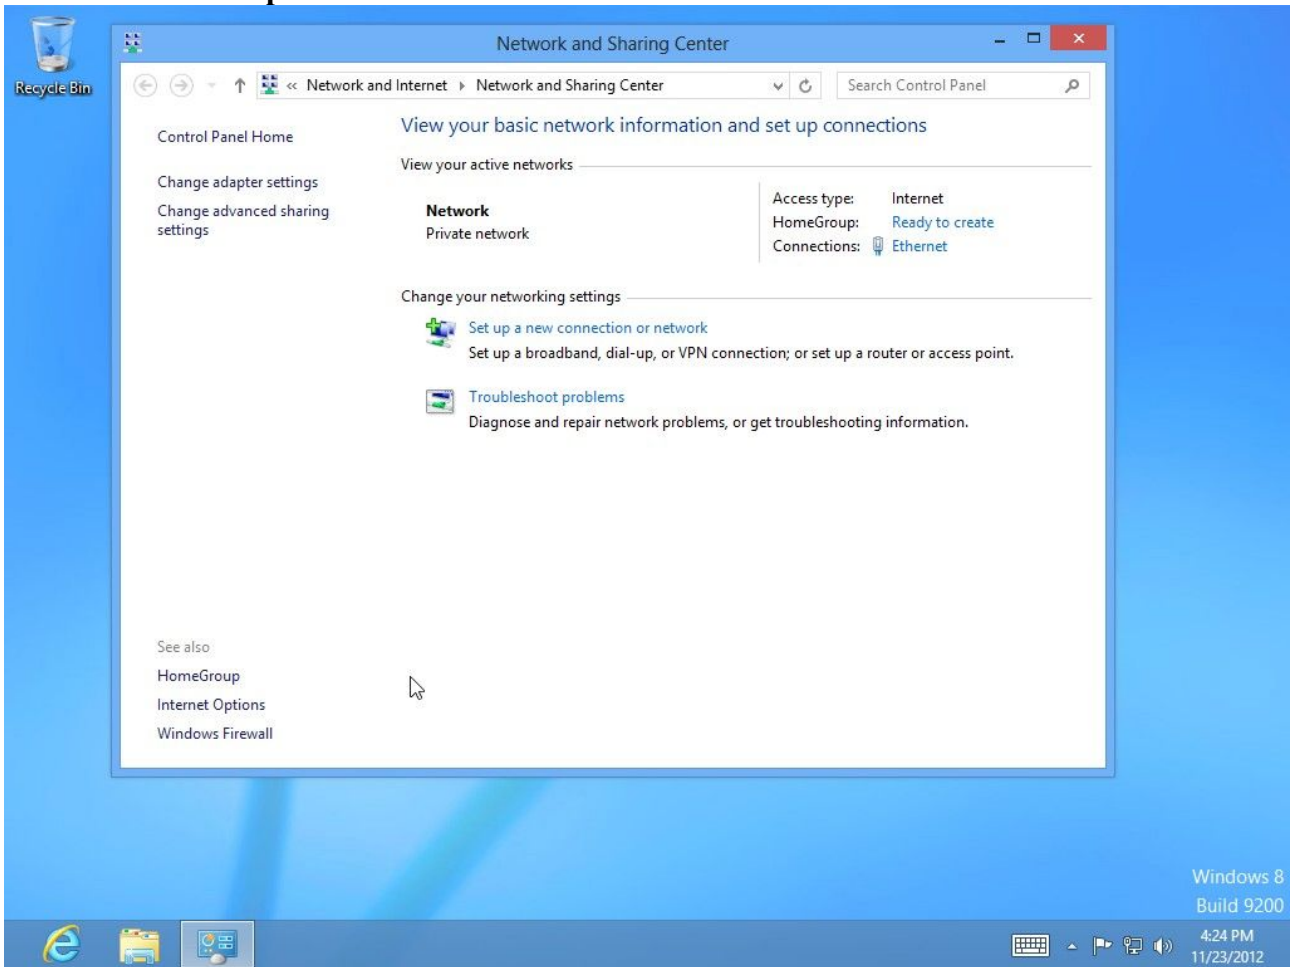 Recycle Bin
Network and Sharing Center
« Network and Internet Network and Sharing Center
Search Control Panel
Control Panel Home
Change adapter settings
Change advanced sharing
settings
View your basic network information and set up connections
View your active networks
Network
Private network
Access type: Internet
HomeGroup: Ready to create
Connections: Ethernet
Change your networking settings
Set up a new connection or network
Set up a broadband, dial-up, or VPN connection; or set up a router or access point.
Troubleshoot problems
Diagnose and repair network problems, or get troubleshooting information.
See also
HomeGroup
Internet Options
Windows Firewall
Windows 8
Build 9200
4:24 PM
11/23/2012